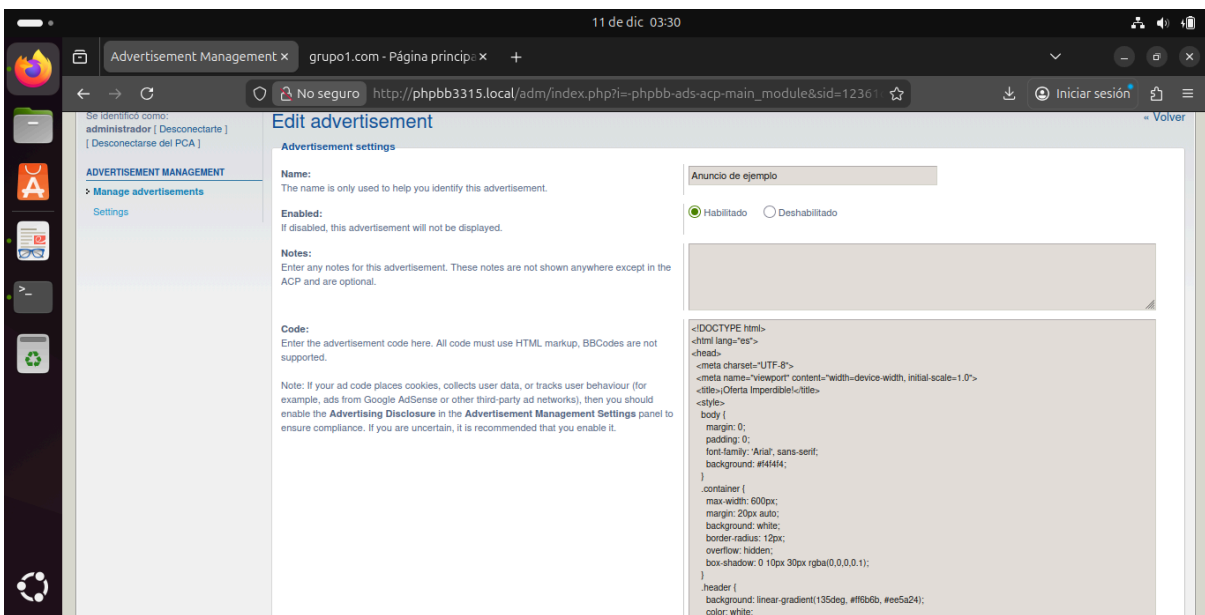 11 de dic 03:30
Advertisement Management
grupo1.com - Página principa
No seguro http://phpbb3315.local/adm/index.php?i=-phpbb-ads-acp-main_module&sid=12361
Iniciar sesión
Se identificó como:
administrador [ Desconectarte ]
[ Desconectarse del PCA ]
ADVERTISEMENT MANAGEMENT
Manage advertisements
Settings
Edit advertisement
« Volver
Advertisement settings
Name:
The name is only used to help you identify this advertisement.
Anuncio de ejemplo
Enabled:
If disabled, this advertisement will not be displayed.
Habilitado Deshabilitado
Notes:
Enter any notes for this advertisement. These notes are not shown anywhere except in the
ACP and are optional.
Code:
Enter the advertisement code here. All code must use HTML markup, BBCodes are not
supported.
Note: If your ad code places cookies, collects user data, or tracks user behaviour (for
example, ads from Google AdSense or other third-party ad networks), then you should
enable the Advertising Disclosure in the Advertisement Management Settings panel to
ensure compliance. If you are uncertain, it is recommended that you enable it.
<!DOCTYPE html>
<html lang="es">
<head>
<meta charset="UTF-8">
<meta name="viewport" content="width=device-width, initial-scale=1.0">
<title>¡Oferta Imperdible!</title>
<style>
body {
margin: 0;
padding: 0;
font-family: 'Arial', sans-serif;
background: #f4f4f4;
}
.container {
max-width: 600px;
margin: 20px auto;
background: white;
border-radius: 12px;
overflow: hidden;
box-shadow: 0 10px 30px rgba(0,0,0,0.1);
}
.header {
background: linear-gradient(135deg, #ff6b6b, #ee5a24);
color: white;